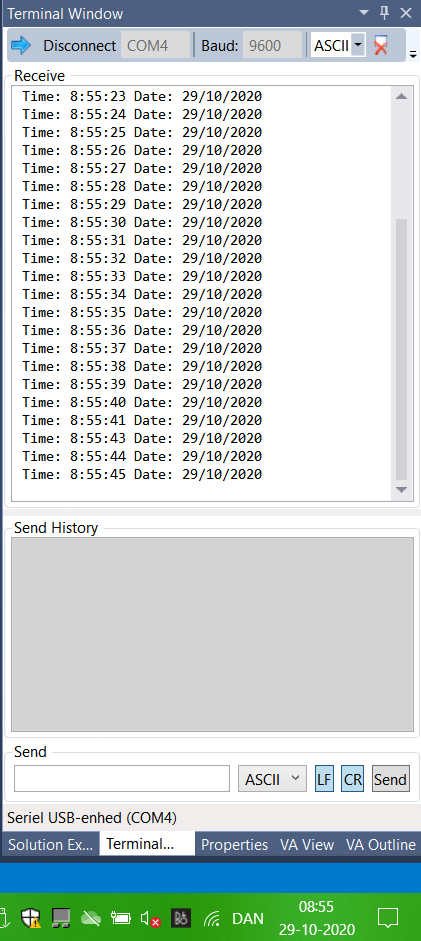 Terminal Window
Disconnect COM4 Baud: 9600 ASCII
Receive
Time: 8:55:23 Date: 29/10/2020
Time: 8:55:24 Date: 29/10/2020
Time: 8:55:25 Date: 29/10/2020
Time: 8:55:26 Date: 29/10/2020
Time: 8:55:27 Date: 29/10/2020
Time: 8:55:28 Date: 29/10/2020
Time: 8:55:29 Date: 29/10/2020
Time: 8:55:30 Date: 29/10/2020
Time: 8:55:31 Date: 29/10/2020
Time: 8:55:32 Date: 29/10/2020
Time: 8:55:33 Date: 29/10/2020
Time: 8:55:34 Date: 29/10/2020
Time: 8:55:35 Date: 29/10/2020
Time: 8:55:36 Date: 29/10/2020
Time: 8:55:37 Date: 29/10/2020
Time: 8:55:38 Date: 29/10/2020
Time: 8:55:39 Date: 29/10/2020
Time: 8:55:40 Date: 29/10/2020
Time: 8:55:41 Date: 29/10/2020
Time: 8:55:43 Date: 29/10/2020
Time: 8:55:44 Date: 29/10/2020
Time: 8:55:45 Date: 29/10/2020
Send History
Send
ASCII LF CR Send
Seriel USB-enhed (COM4)
Solution Ex... Terminal... Properties VA View VA Outline
DAN 08:55
29-10-2020